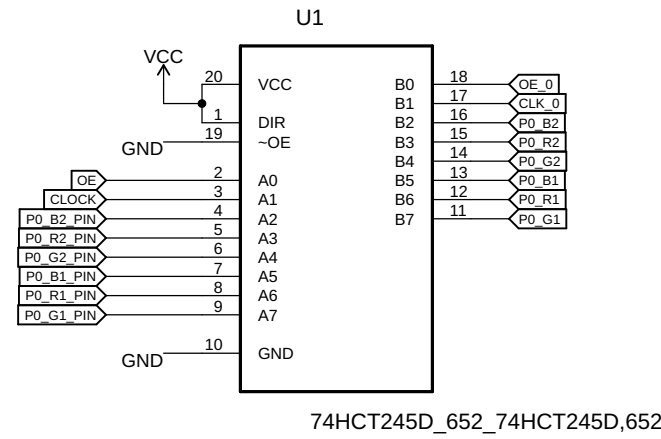 U1
VCC
20 VCC B0 18 OE_0
B1 17 CLK_0
1 DIR B2 16 P0_B2
GND 19 ~OE B3 15 P0_R2
B4 14 P0_G2
OE 2 A0 B5 13 P0_B1
CLOCK 3 A1 B6 12 P0_R1
P0_B2_PIN 4 A2 B7 11 P0_G1
P0_R2_PIN 5 A3
P0_G2_PIN 6 A4
P0_B1_PIN 7 A5
P0_R1_PIN 8 A6
P0_G1_PIN 9 A7
GND 10 GND
74HCT245D_652_74HCT245D,652